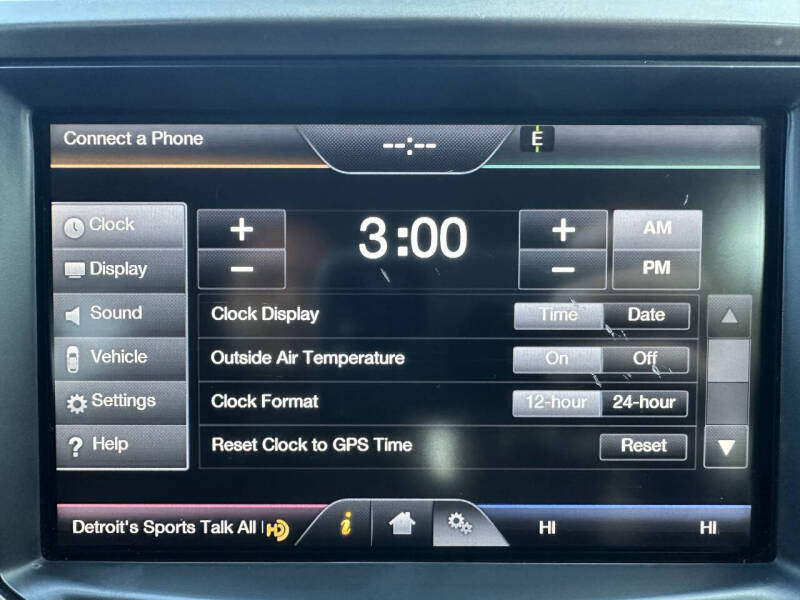 Connect a Phone --:-- E
Clock + 3:00 + AM
Display − − PM
Sound Clock Display Time Date
Vehicle Outside Air Temperature On Off
Settings Clock Format 12-hour 24-hour
? Help Reset Clock to GPS Time Reset
Detroit's Sports Talk All HD i HI HI